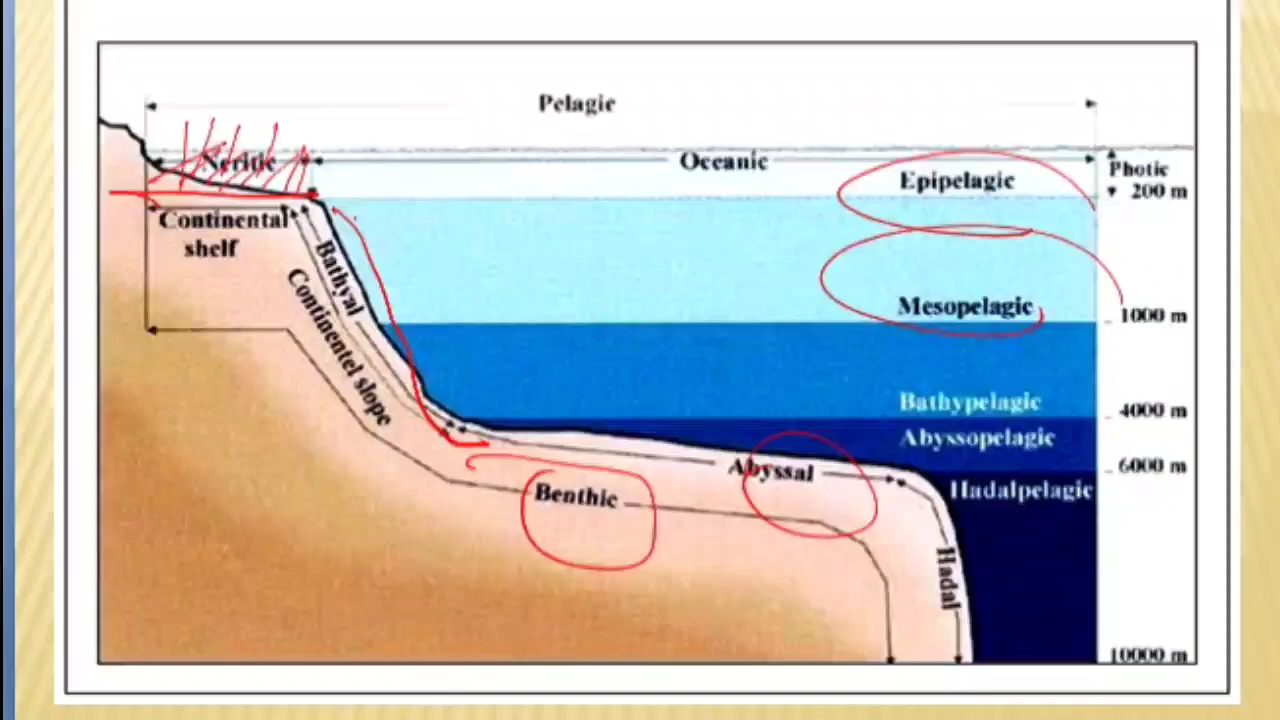 Pelagic
Neritic
Oceanic
Epipelagic
Photic
200 m
Continental
shelf
Bathyal
Continentel slope
Mesopelagic
1000 m
Bathypelagic
4000 m
Abyssopelagic
Abyssal
6000 m
Benthic
Hadalpelagic
Hadal
10000 m